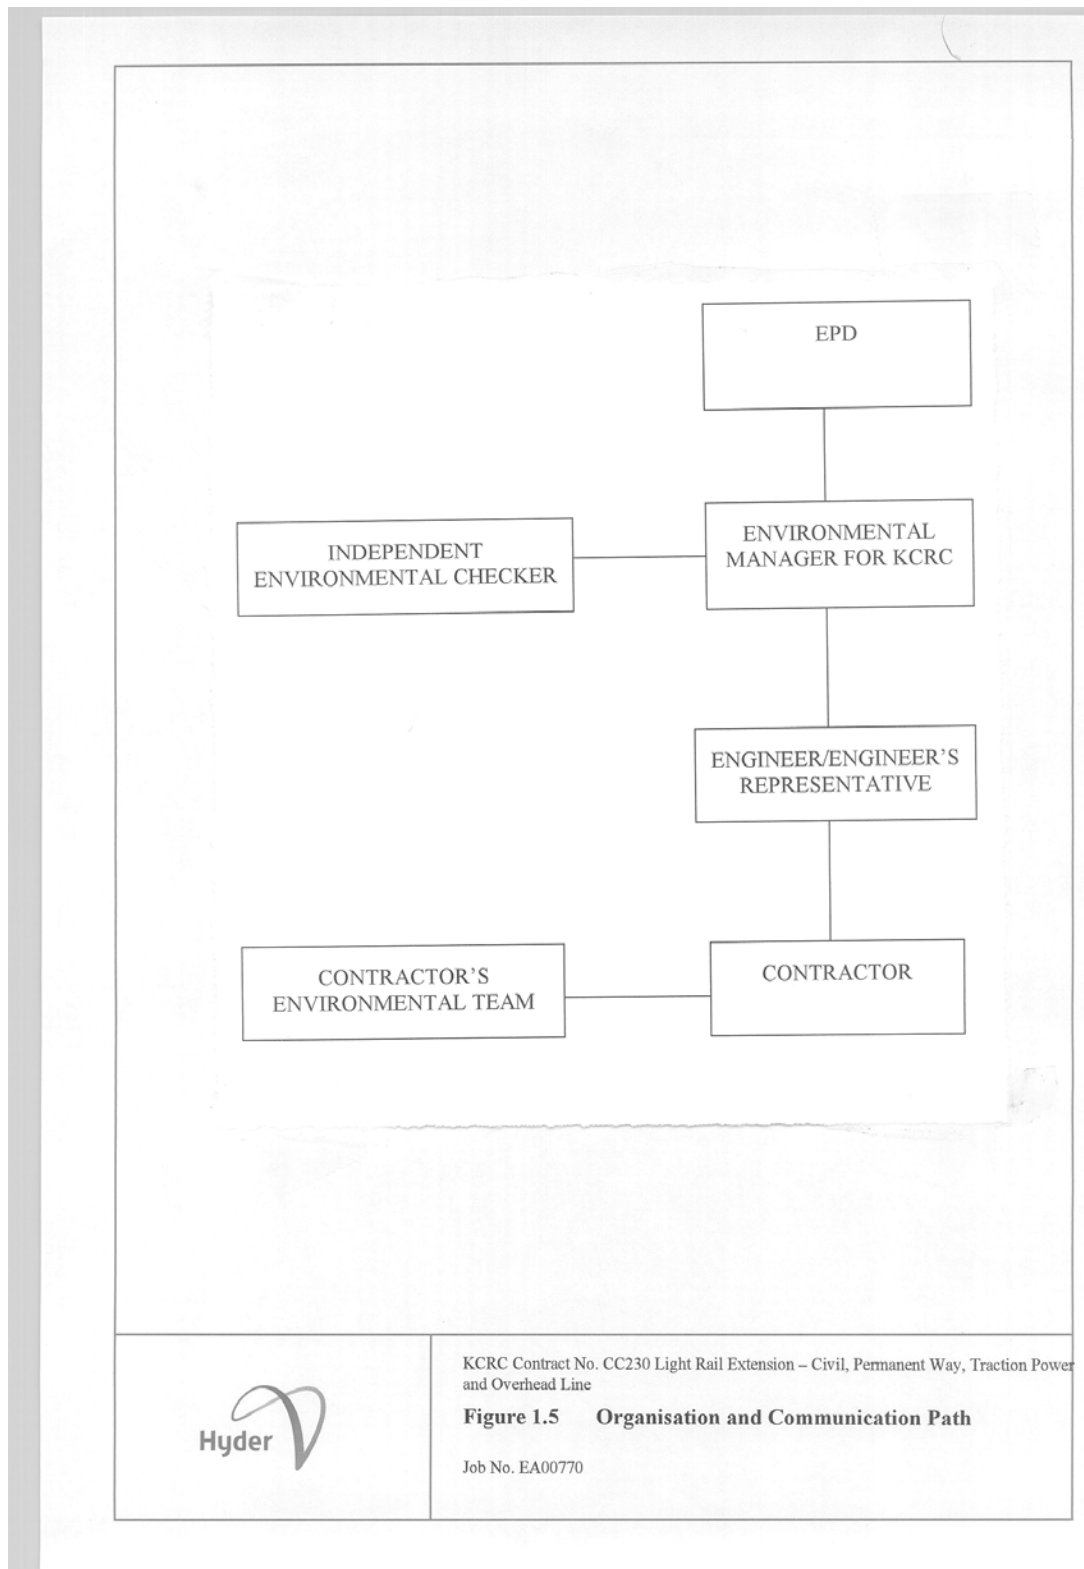 EPD
INDEPENDENT
ENVIRONMENTAL CHECKER
ENVIRONMENTAL
MANAGER FOR KCRC
ENGINEER/ENGINEER’S
REPRESENTATIVE
CONTRACTOR’S
ENVIRONMENTAL TEAM
CONTRACTOR
Hyder
KCRC Contract No. CC230 Light Rail Extension – Civil, Permanent Way, Traction Power
and Overhead Line
Figure 1.5 Organisation and Communication Path
Job No. EA00770